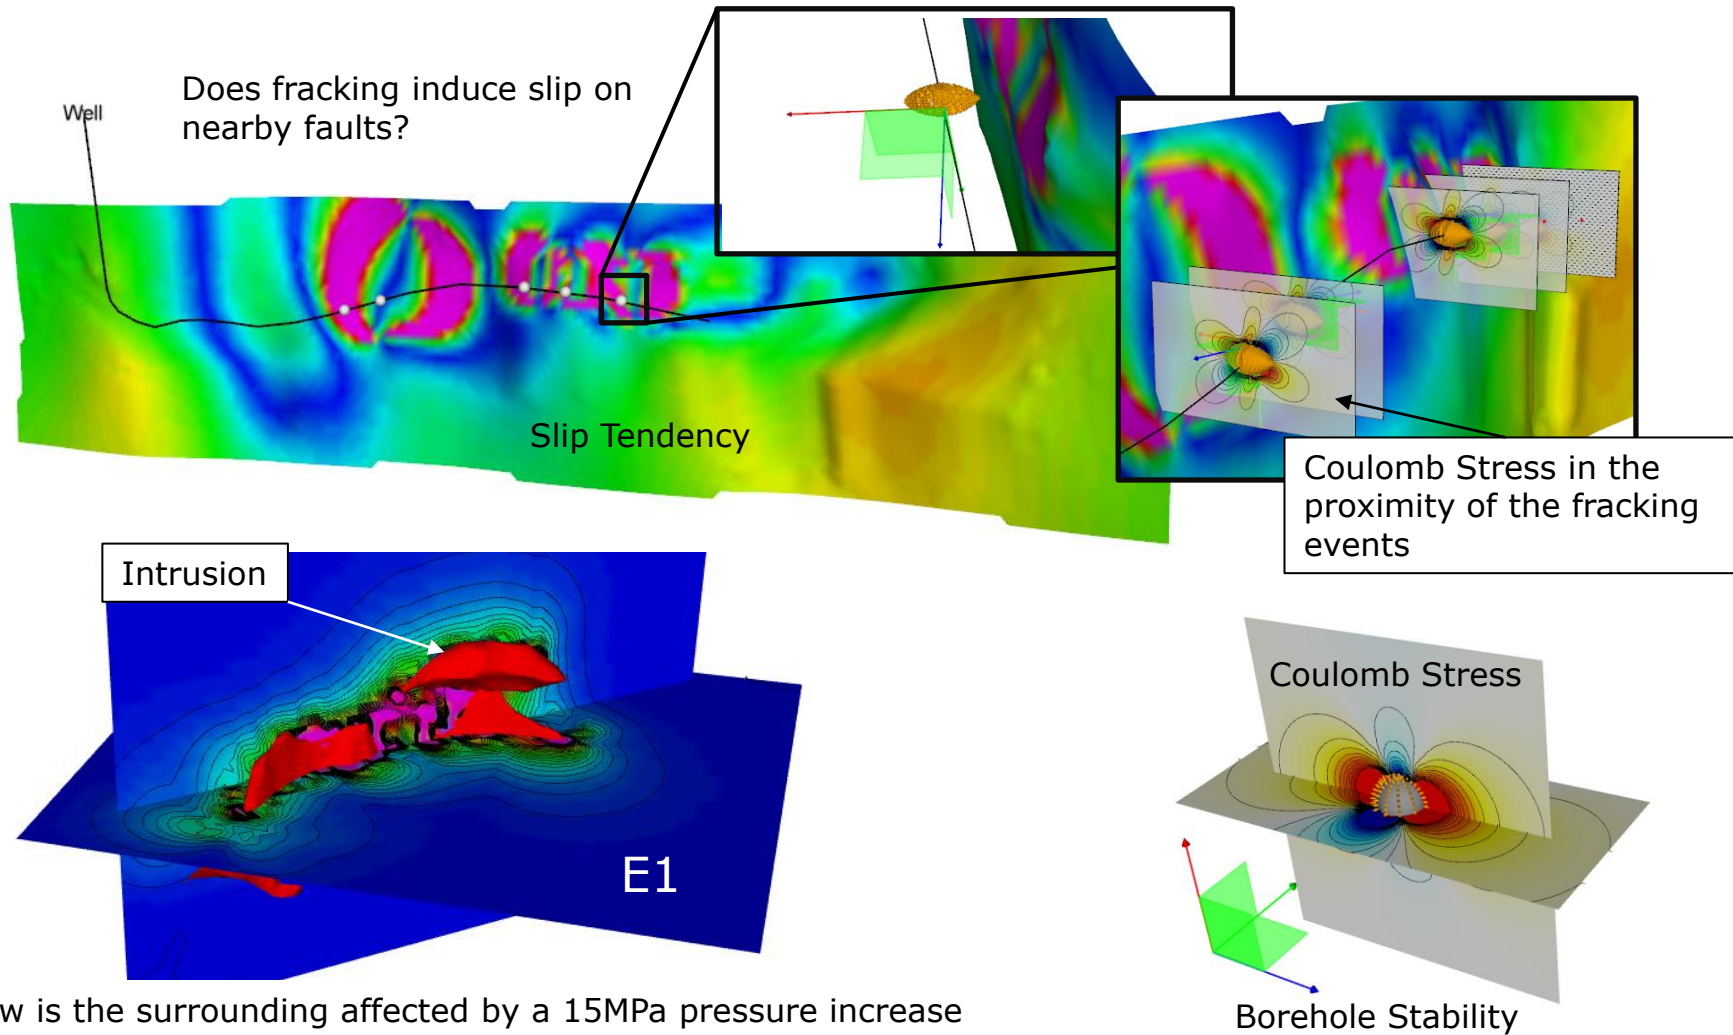 Does fracking induce slip on
nearby faults?
Well
Slip Tendency
Coulomb Stress in the
proximity of the fracking
events
Intrusion
E1
Coulomb Stress
w is the surrounding affected by a 15MPa pressure increase
Borehole Stability